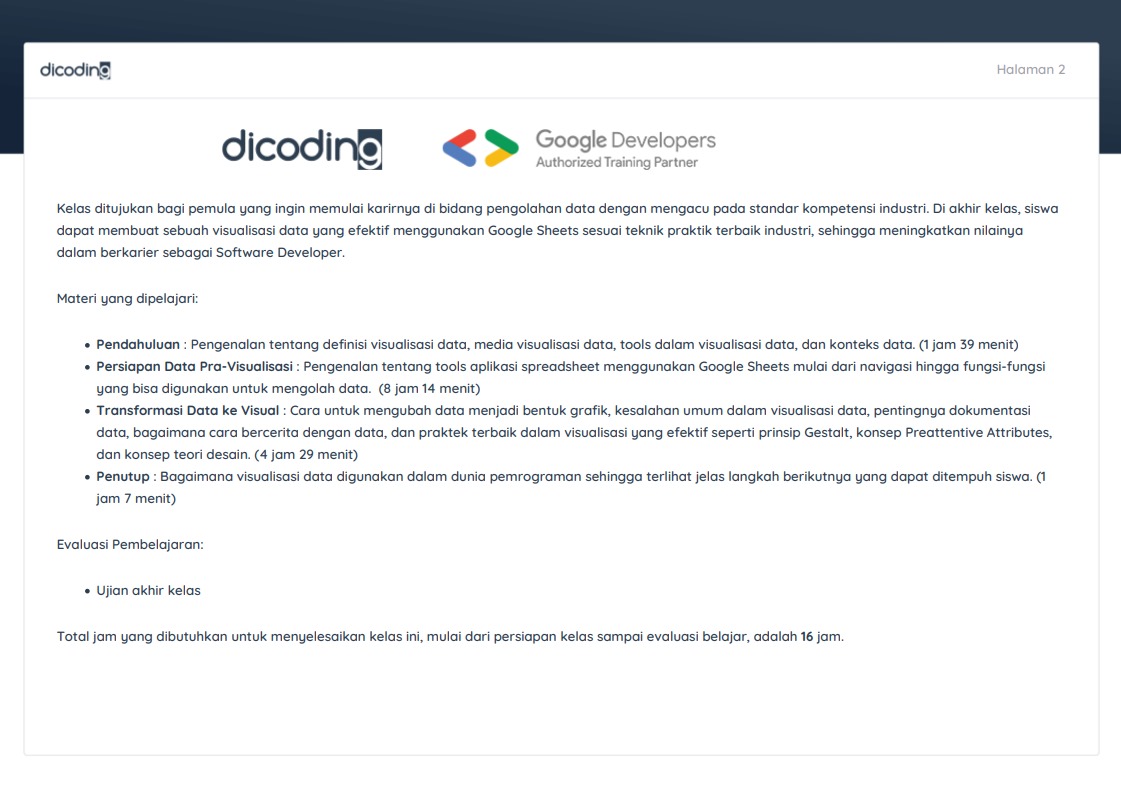 dicoding
Halaman 2
dicoding
Google Developers
Authorized Training Partner
Kelas ditujukan bagi pemula yang ingin memulai karirnya di bidang pengolahan data dengan mengacu pada standar kompetensi industri. Di akhir kelas, siswa
dapat membuat sebuah visualisasi data yang efektif menggunakan Google Sheets sesuai teknik praktik terbaik industri, sehingga meningkatkan nilainya
dalam berkarier sebagai Software Developer.
Materi yang dipelajari:
• Pendahuluan : Pengenalan tentang definisi visualisasi data, media visualisasi data, tools dalam visualisasi data, dan konteks data. (1 jam 39 menit)
• Persiapan Data Pra-Visualisasi : Pengenalan tentang tools aplikasi spreadsheet menggunakan Google Sheets mulai dari navigasi hingga fungsi-fungsi
yang bisa digunakan untuk mengolah data. (8 jam 14 menit)
• Transformasi Data ke Visual : Cara untuk mengubah data menjadi bentuk grafik, kesalahan umum dalam visualisasi data, pentingnya dokumentasi
data, bagaimana cara bercerita dengan data, dan praktek terbaik dalam visualisasi yang efektif seperti prinsip Gestalt, konsep Preattentive Attributes,
dan konsep teori desain. (4 jam 29 menit)
• Penutup : Bagaimana visualisasi data digunakan dalam dunia pemrograman sehingga terlihat jelas langkah berikutnya yang dapat ditempuh siswa. (1
jam 7 menit)
Evaluasi Pembelajaran:
• Ujian akhir kelas
Total jam yang dibutuhkan untuk menyelesaikan kelas ini, mulai dari persiapan kelas sampai evaluasi belajar, adalah 16 jam.